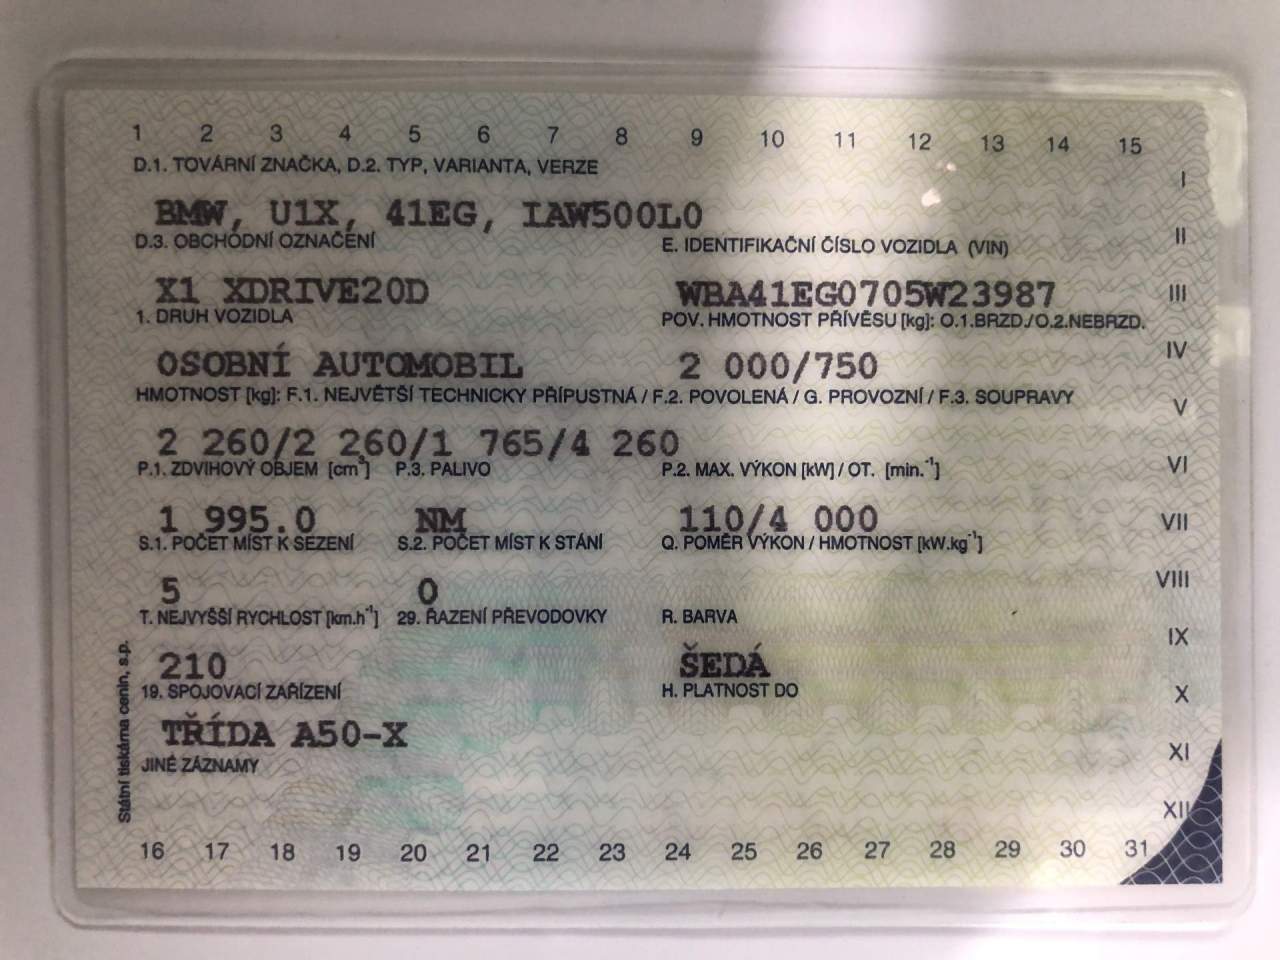 1 2 3 4 5 6 7 8 9 10 11 12 13 14 15
D.1. TOVÁRNÍ ZNAČKA, D.2. TYP, VARIANTA, VERZE
I
BMW, U1X, 41EG, IAW500L0
II
D.3. OBCHODNÍ OZNAČENÍ E. IDENTIFIKAČNÍ ČÍSLO VOZIDLA (VIN)
X1 XDRIVE20D WBA41EG0705W23987
III
1. DRUH VOZIDLA POV. HMOTNOST PŘÍVĚSU [kg]: O.1.BRZD./O.2.NEBRZD.
IV
OSOBNÍ AUTOMOBIL 2 000/750
HMOTNOST [kg]: F.1. NEJVĚTŠÍ TECHNICKY PŘÍPUSTNÁ / F.2. POVOLENÁ / G. PROVOZNÍ / F.3. SOUPRAVY
V
2 260/2 260/1 765/4 260
P.1. ZDVIHOVÝ OBJEM [cm³] P.3. PALIVO P.2. MAX. VÝKON [kW] / OT. [min.⁻¹]
VI
1 995.0 NM 110/4 000
VII
S.1. POČET MÍST K SEZENÍ S.2. POČET MÍST K STÁNÍ Q. POMĚR VÝKON / HMOTNOST [kW.kg⁻¹]
5 0
VIII
T. NEJVYŠŠÍ RYCHLOST [km.h⁻¹] 29. ŘAZENÍ PŘEVODOVKY R. BARVA
IX
210 ŠEDÁ
19. SPOJOVACÍ ZAŘÍZENÍ H. PLATNOST DO
X
TŘÍDA A50-X
XI
JINÉ ZÁZNAMY
XII
16 17 18 19 20 21 22 23 24 25 26 27 28 29 30 31
Státní tiskárna cenin, s.p.